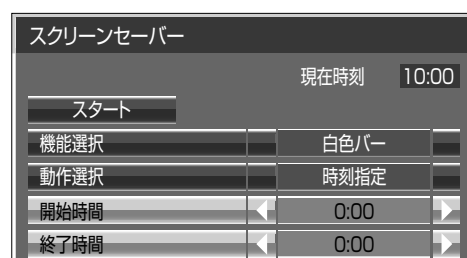 スクリーンセーバー
現在時刻 10:00
スタート
機能選択 白色バー
動作選択 時刻指定
開始時間 0:00
終了時間 0:00